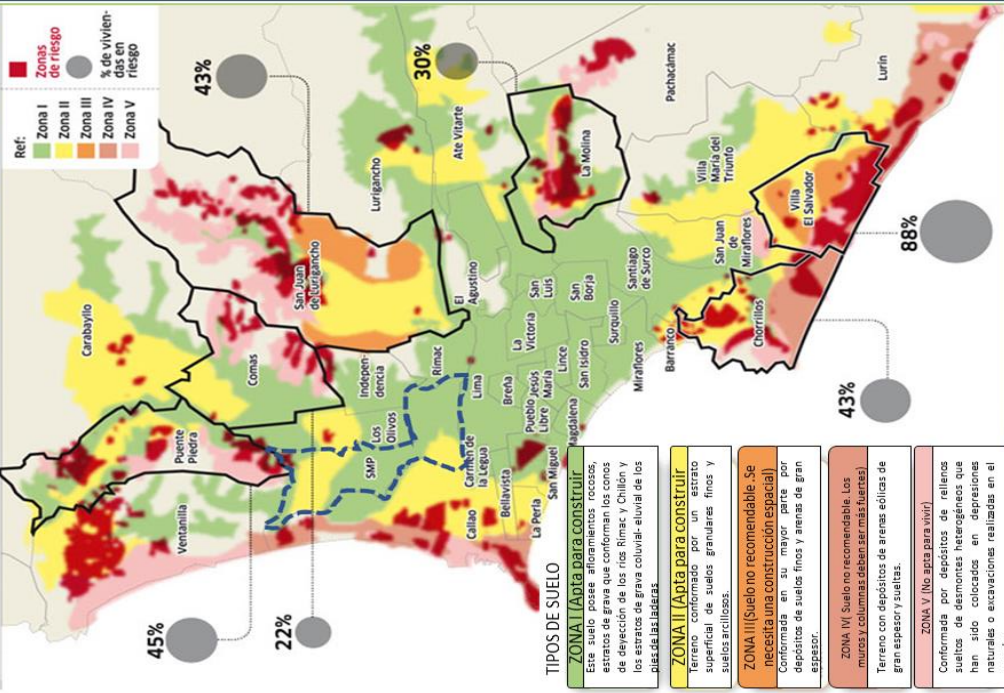 Ref:
Zona I
Zona II
Zona III
Zona IV
Zona V
Zonas
de riesgo
% de vivien-
das en
riesgo
43%
30%
45%
22%
88%
43%
Carabayllo
Puente
Piedra
Ventanilla
Comas
San Juan
de Lurigancho
Lurigancho
Ate Vitarte
La Molina
Pachacámac
Lurín
Villa
María del
Triunfo
Villa
El Salvador
San Juan
de
Miraflores
Chorrillos
Barranco
Santiago
de Surco
Surquillo
Miraflores
San
Borja
San
Luis
El
Agustino
La
Victoria
Lince
San Isidro
Jesús
María
Pueblo
Libre
Magdalena
San Miguel
Breña
Lima
Rímac
Indepen-
dencia
Los
Olivos
SMP
Carmen de
la Legua
Bellavista
Callao
La Perla
TIPOS DE SUELO
ZONA I (Apta para construir
Este suelo posee afloramientos rocosos,
estratos de grava que conforman los conos
de deyección de los ríos Rímac y Chillón y
los estratos de grava coluvial- eluvial de los
pies de las laderas
ZONA II (Apta para construir
Terreno conformado por un estrato
superficial de suelos granulares finos y
suelos arcillosos.
ZONA III(Suelo no recomendable .Se
necesita una construcción espacial)
Conformada en su mayor parte por
depósitos de suelos finos y arenas de gran
espesor.
ZONA IV( Suelo no recomendable. Los
muros y columnas deben ser más fuertes)
Terreno con depósitos de arenas eólicas de
gran espesor y sueltas.
ZONA V (No apta para vivir)
Conformada por depósitos de rellenos
sueltos de desmontes heterogéneos que
han sido colocados en depresiones
naturales o excavaciones realizadas en el